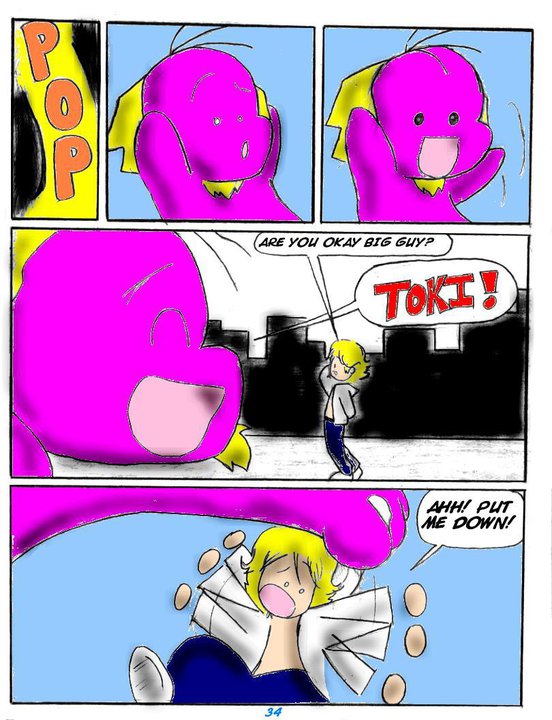 POP
ARE YOU OKAY BIG GUY?
TOKI!
AHH! PUT
ME DOWN!
34